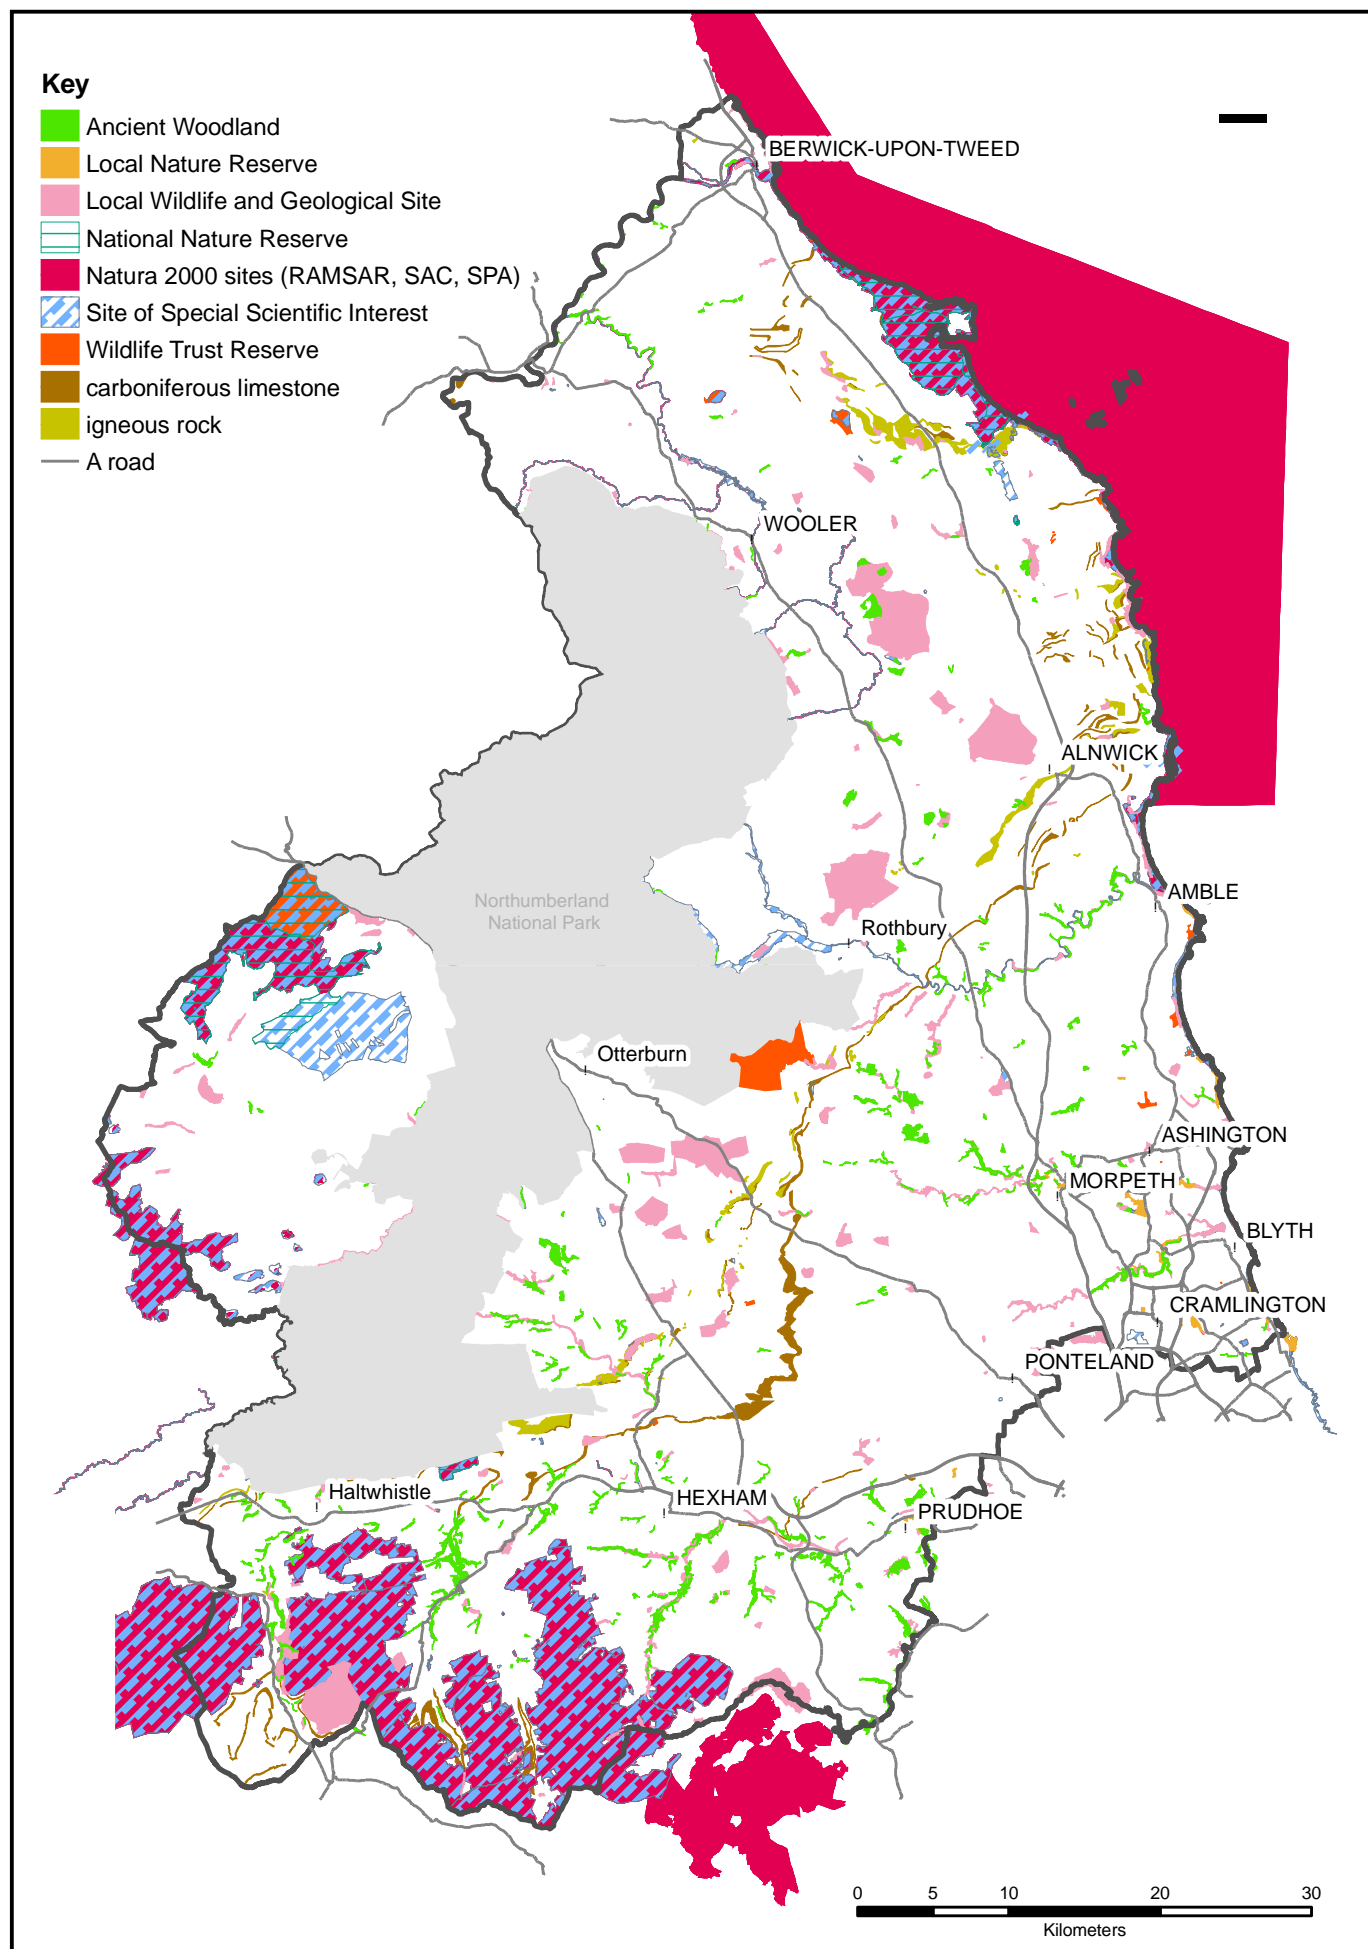 Key
Ancient Woodland
Local Nature Reserve
Local Wildlife and Geological Site
National Nature Reserve
Natura 2000 sites (RAMSAR, SAC, SPA)
Site of Special Scientific Interest
Wildlife Trust Reserve
carboniferous limestone
igneous rock
A road
BERWICK-UPON-TWEED
WOOLER
ALNWICK
AMBLE
Northumberland
National Park
Rothbury
Otterburn
ASHINGTON
MORPETH
BLYTH
CRAMLINGTON
PONTELAND
Haltwhistle
HEXHAM
PRUDHOE
0 5 10 20 30
Kilometers